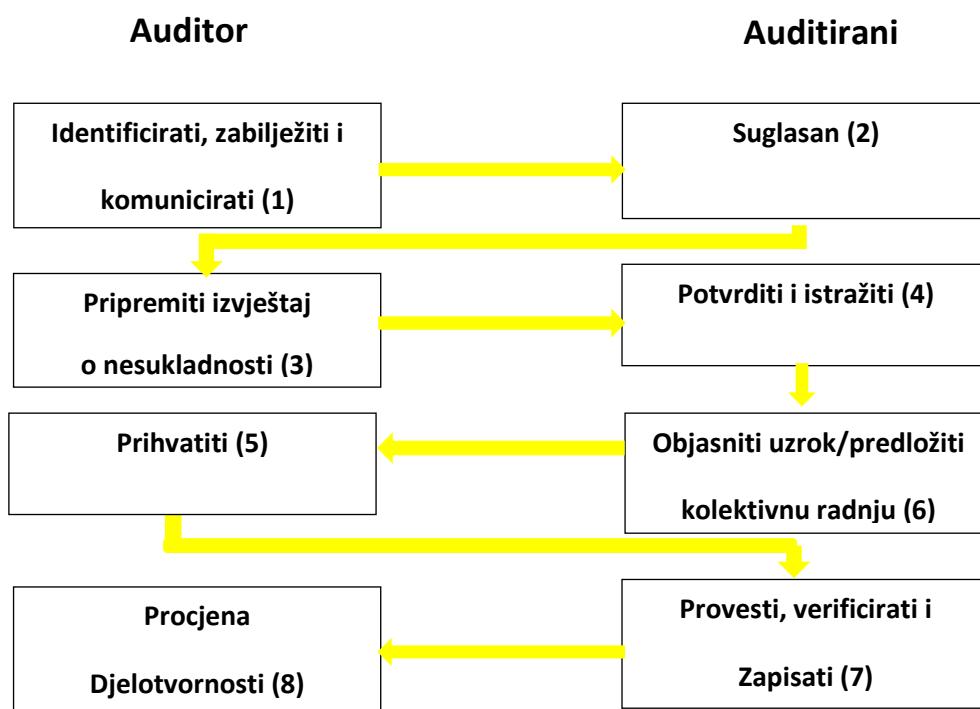 Auditor
Auditirani
Identificirati, zabilježiti i
komunicirati (1)
Suglasan (2)
Pripremiti izvještaj
o nesukladnosti (3)
Potvrditi i istražiti (4)
Prihvatiti (5)
Objasniti uzrok/predložiti
kolektivnu radnju (6)
Procjena
Djelotvornosti (8)
Provesti, verificirati i
Zapisati (7)